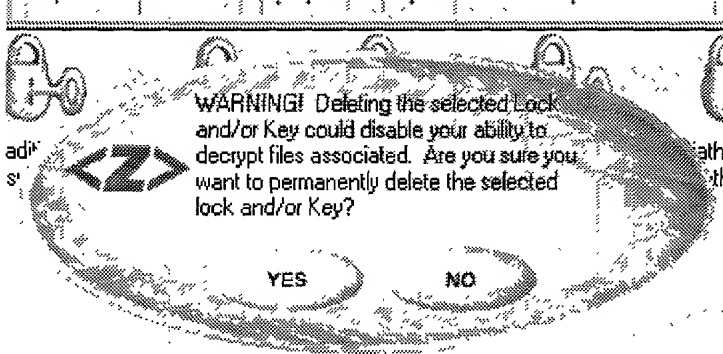 WARNING! Deleting the selected Lock
and/or Key could disable your ability to
decrypt files associated. Are you sure you
want to permanently delete the selected
lock and/or Key?
<Z>
YES NO